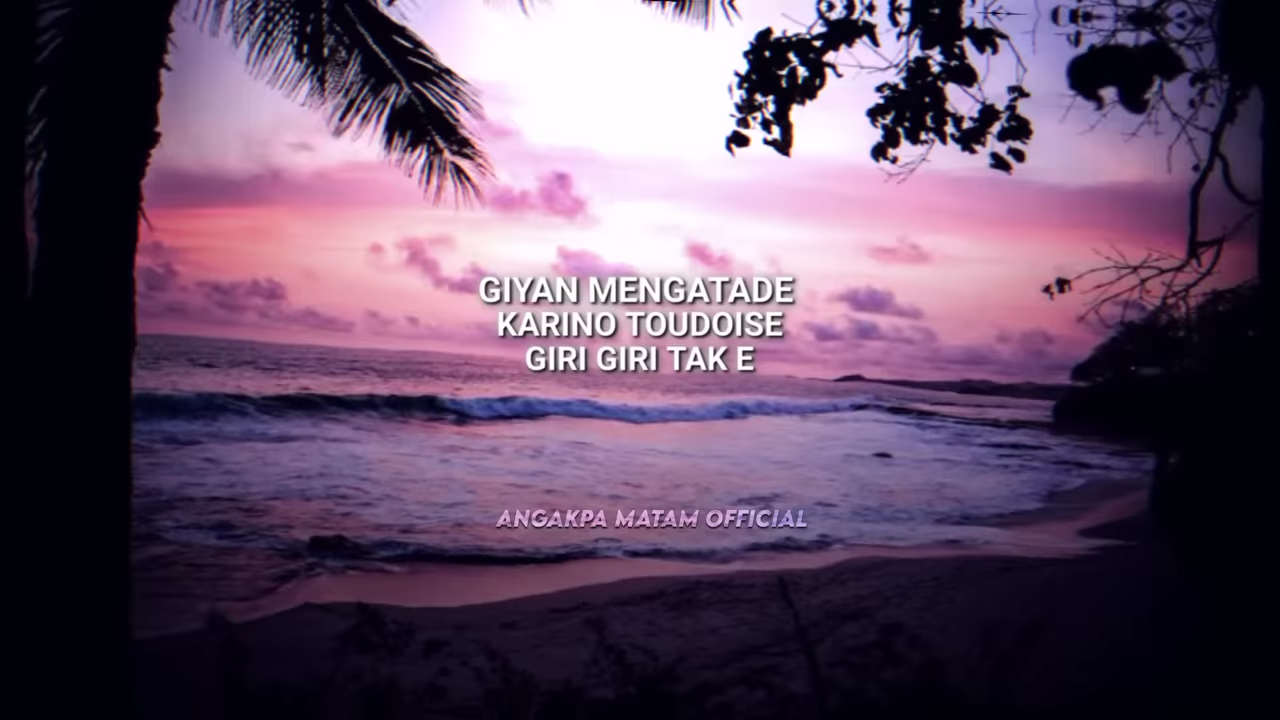 GIYAN MENGATADE
KARINO TOUDOISE
GIRI GIRI TAK E
ANGAKPA MATAM OFFICIAL